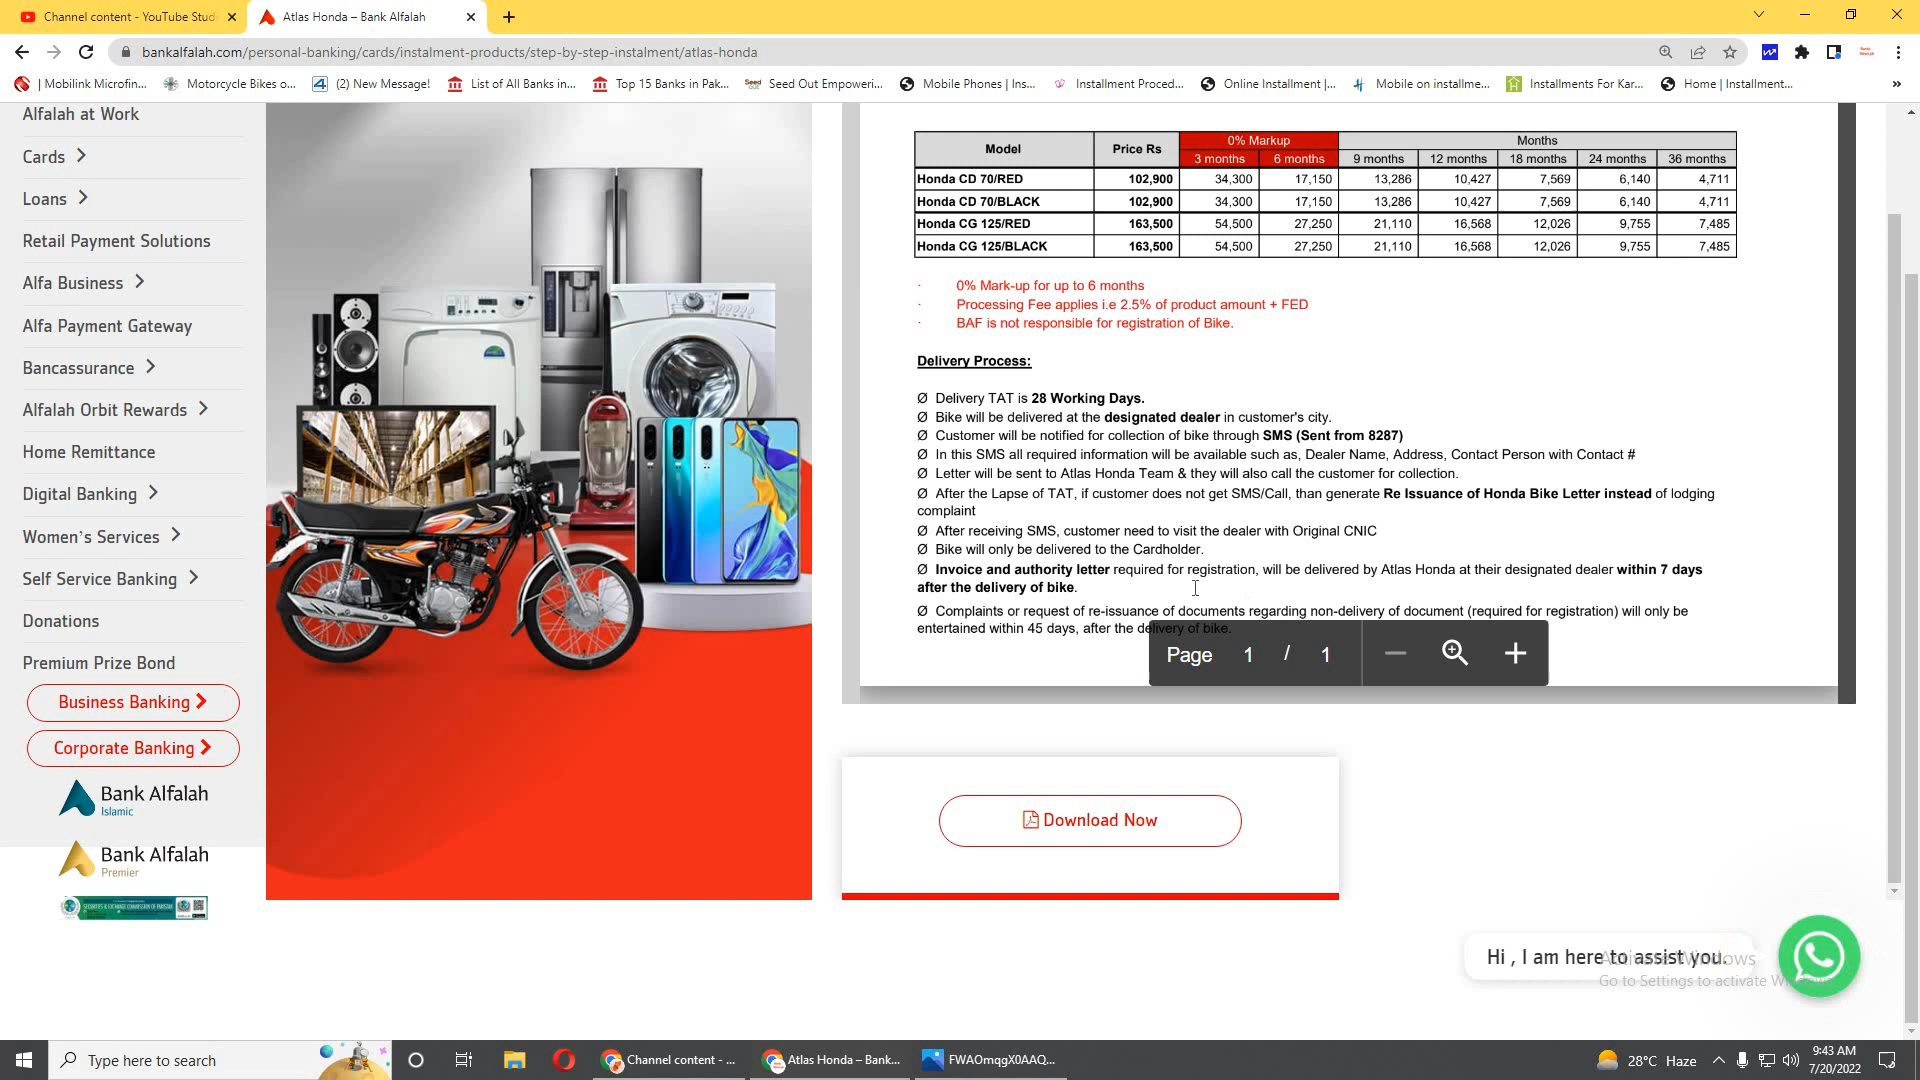 Channel content - YouTube Stud
Atlas Honda – Bank Alfalah
bankalfalah.com/personal-banking/cards/instalment-products/step-by-step-instalment/atlas-honda
| Mobilink Microfin...
Motorcycle Bikes o...
(2) New Message!
List of All Banks in...
Top 15 Banks in Pak...
Seed Out Empoweri...
Mobile Phones | Ins...
Installment Proced...
Online Installment |...
Mobile on installme...
Installments For Kar...
Home | Installment...
»
Alfalah at Work
Cards
Loans
Retail Payment Solutions
Alfa Business
Alfa Payment Gateway
Bancassurance
Alfalah Orbit Rewards
Home Remittance
Digital Banking
Women's Services
Self Service Banking
Donations
Premium Prize Bond
Business Banking
Corporate Banking
Bank Alfalah
Islamic
Bank Alfalah
Premier
Model Price Rs 0% Markup Months
3 months 6 months 9 months 12 months 18 months 24 months 36 months
Honda CD 70/RED 102,900 34,300 17,150 13,286 10,427 7,569 6,140 4,711
Honda CD 70/BLACK 102,900 34,300 17,150 13,286 10,427 7,569 6,140 4,711
Honda CG 125/RED 163,500 54,500 27,250 21,110 16,568 12,026 9,755 7,485
Honda CG 125/BLACK 163,500 54,500 27,250 21,110 16,568 12,026 9,755 7,485
· 0% Mark-up for up to 6 months
· Processing Fee applies i.e 2.5% of product amount + FED
· BAF is not responsible for registration of Bike.
Delivery Process:
Ø Delivery TAT is 28 Working Days.
Ø Bike will be delivered at the designated dealer in customer's city.
Ø Customer will be notified for collection of bike through SMS (Sent from 8287)
Ø In this SMS all required information will be available such as, Dealer Name, Address, Contact Person with Contact #
Ø Letter will be sent to Atlas Honda Team & they will also call the customer for collection.
Ø After the Lapse of TAT, if customer does not get SMS/Call, than generate Re Issuance of Honda Bike Letter instead of lodging
complaint
Ø After receiving SMS, customer need to visit the dealer with Original CNIC
Ø Bike will only be delivered to the Cardholder.
Ø Invoice and authority letter required for registration, will be delivered by Atlas Honda at their designated dealer within 7 days
after the delivery of bike.
Ø Complaints or request of re-issuance of documents regarding non-delivery of document (required for registration) will only be
entertained within 45 days, after the delivery of bike.
Page 1 / 1
Download Now
Hi , I am here to assist you.
Activate Windows
Go to Settings to activate W
Type here to search
Channel content - ...
Atlas Honda – Bank...
FWAOmqgX0AAQ...
28°C Haze
9:43 AM
7/20/2022